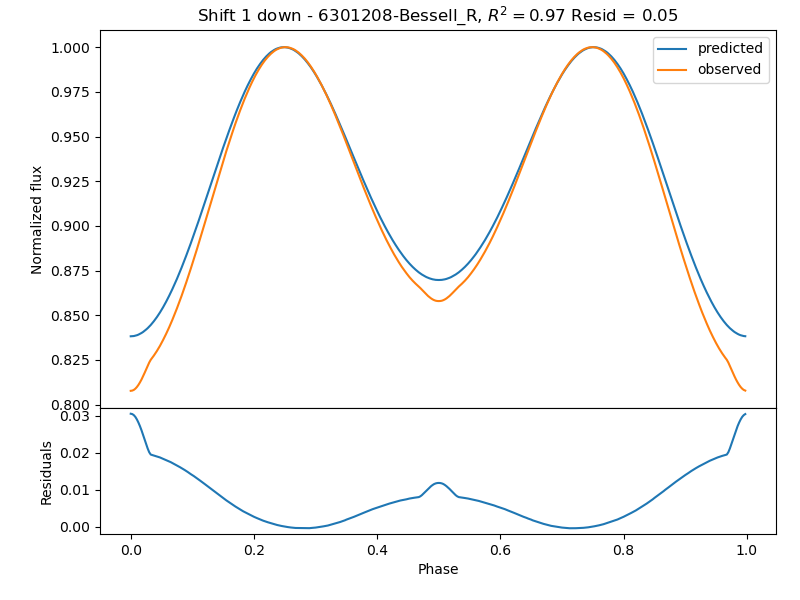 Shift 1 down - 6301208-Bessell_R, R² = 0.97 Resid = 0.05
predicted
observed
1.000
0.975
0.950
0.925
0.900
0.875
0.850
0.825
0.800
Normalized flux
0.03
0.02
0.01
0.00
Residuals
0.0 0.2 0.4 0.6 0.8 1.0
Phase